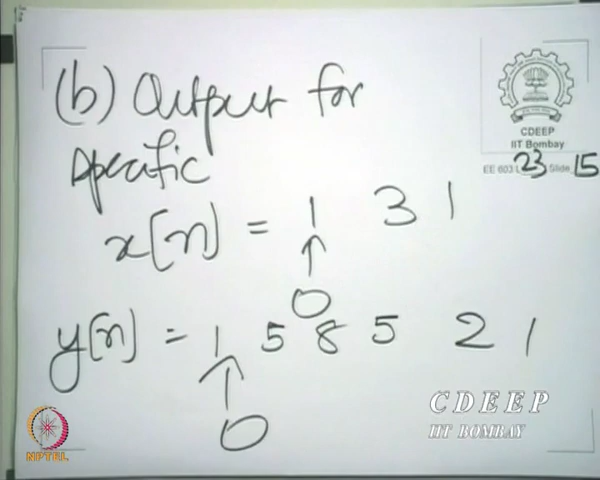 (b) Output for
specific
x[n] = 1 3 1
↑
0
y[n] = 1 5 8 5 2 1
↑
0
CDEEP
IIT Bombay
EE 603 L 23 Slide 15
CDEEP
IIT BOMBAY
NPTEL